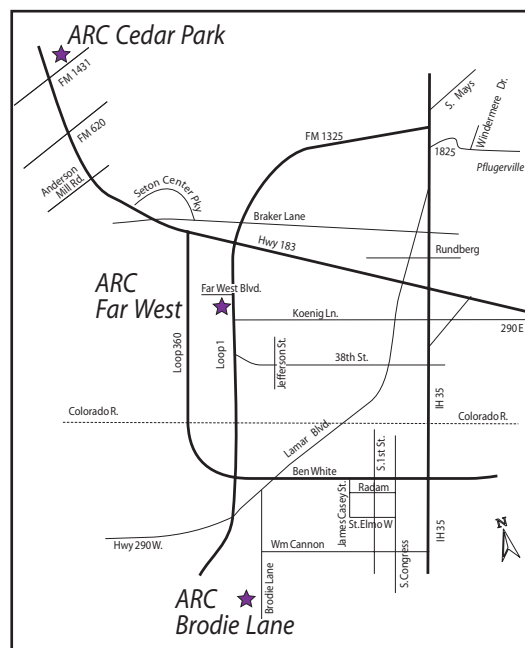 ARC Cedar Park
FM 1431
S. Mays
Windermere Dr.
FM 620
FM 1325
1825
Pflugerville
Anderson
Mill Rd.
Seton Center Pky
Braker Lane
Hwy 183
Rundberg
ARC
Far West
Far West Blvd.
Koenig Ln.
290 E
Loop 360
Loop 1
Jefferson St.
38th St.
IH 35
Colorado R.
Colorado R.
Lamar Blvd.
S.1st St.
Ben White
James Casey St.
Radam
St.Elmo W
N
Hwy 290 W.
Wm Cannon
IH 35
S.Congress
Brodie Lane
ARC
Brodie Lane